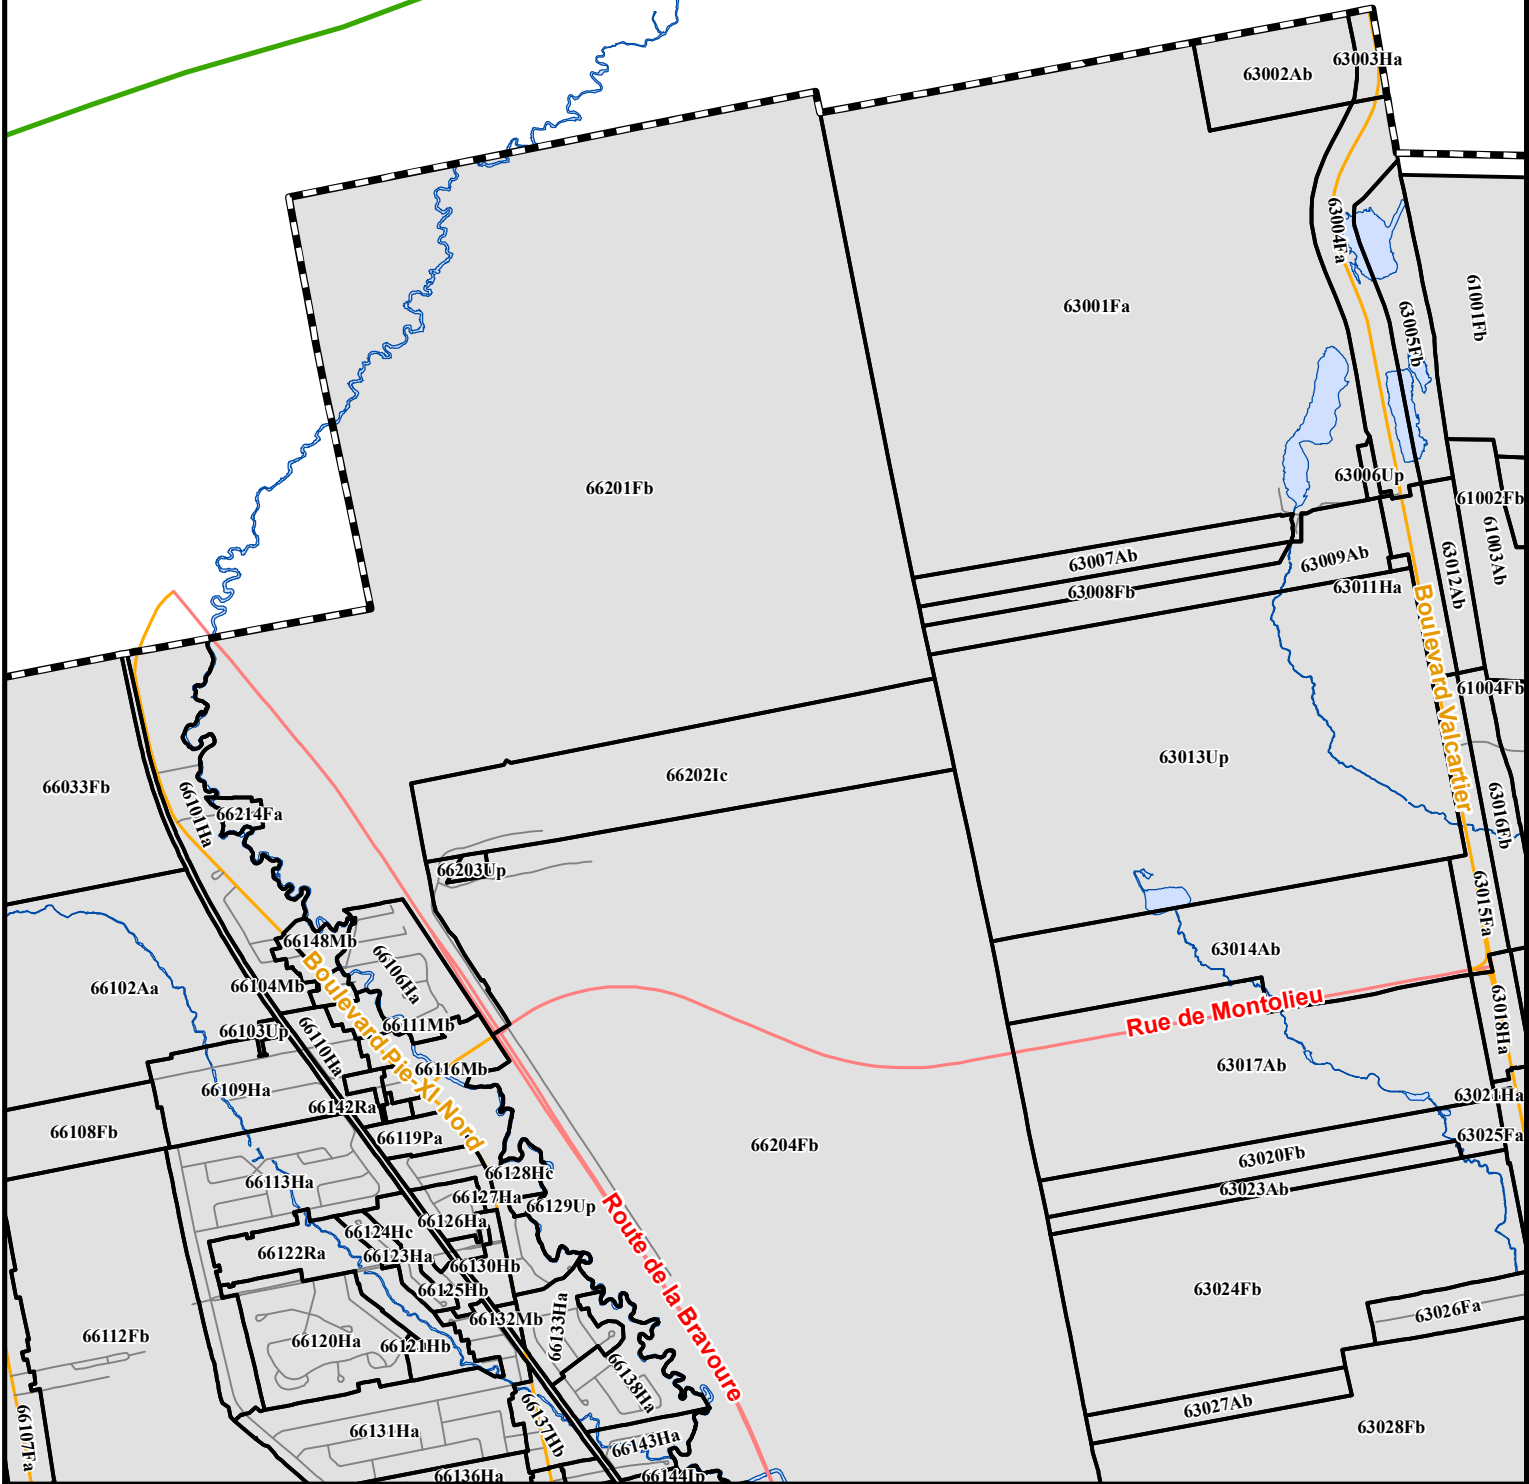 63003Ha
63002Ab
63004Fa
63001Fa
61001Fb
63005Fb
66201Fb
63006Up
61002Fb
61003Ab
63007Ab
63009Ab
63012Ab
63008Fb
63011Ha
Boulevard Valcartier
61004Fb
63013Up
66202Ic
66033Fb
66101Ha
66214Fa
63016Eb
66203Up
63015Fa
66148Mb
63014Ab
66106Ha
66102Aa
66104Mb
Boulevard Pie-XI-Nord
Rue de Montolieu
63018Ha
66103Up
66110Ha
66111Mb
66116Mb
63017Ab
66109Ha
63021Ha
66142Ra
66108Fb
66119Pa
63025Fa
66204Fb
63020Fb
66128Hc
66113Ha
63023Ab
66127Ha
66129Up
66126Ha
66124Hc
66122Ra
66123Ha
66130Hb
66125Hb
63024Fb
Route de la Bravoure
63026Fa
66132Mb
66133Ha
66112Fb
66120Ha
66121Hb
66138Ha
63027Ab
66107Fa
66131Ha
66137Hb
63028Fb
66143Ha
66136Ha
66144Ip